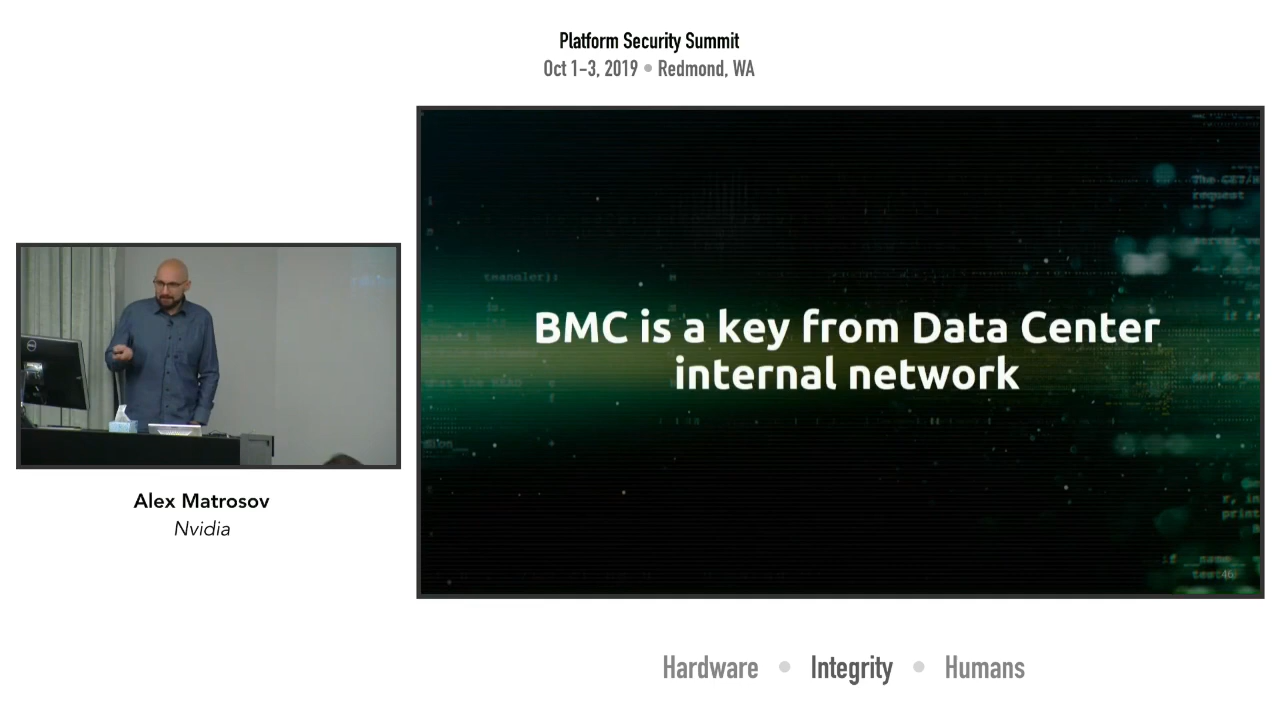 Platform Security Summit
Oct 1-3, 2019 • Redmond, WA
BMC is a key from Data Center
internal network
46
Alex Matrosov
Nvidia
Hardware • Integrity • Humans